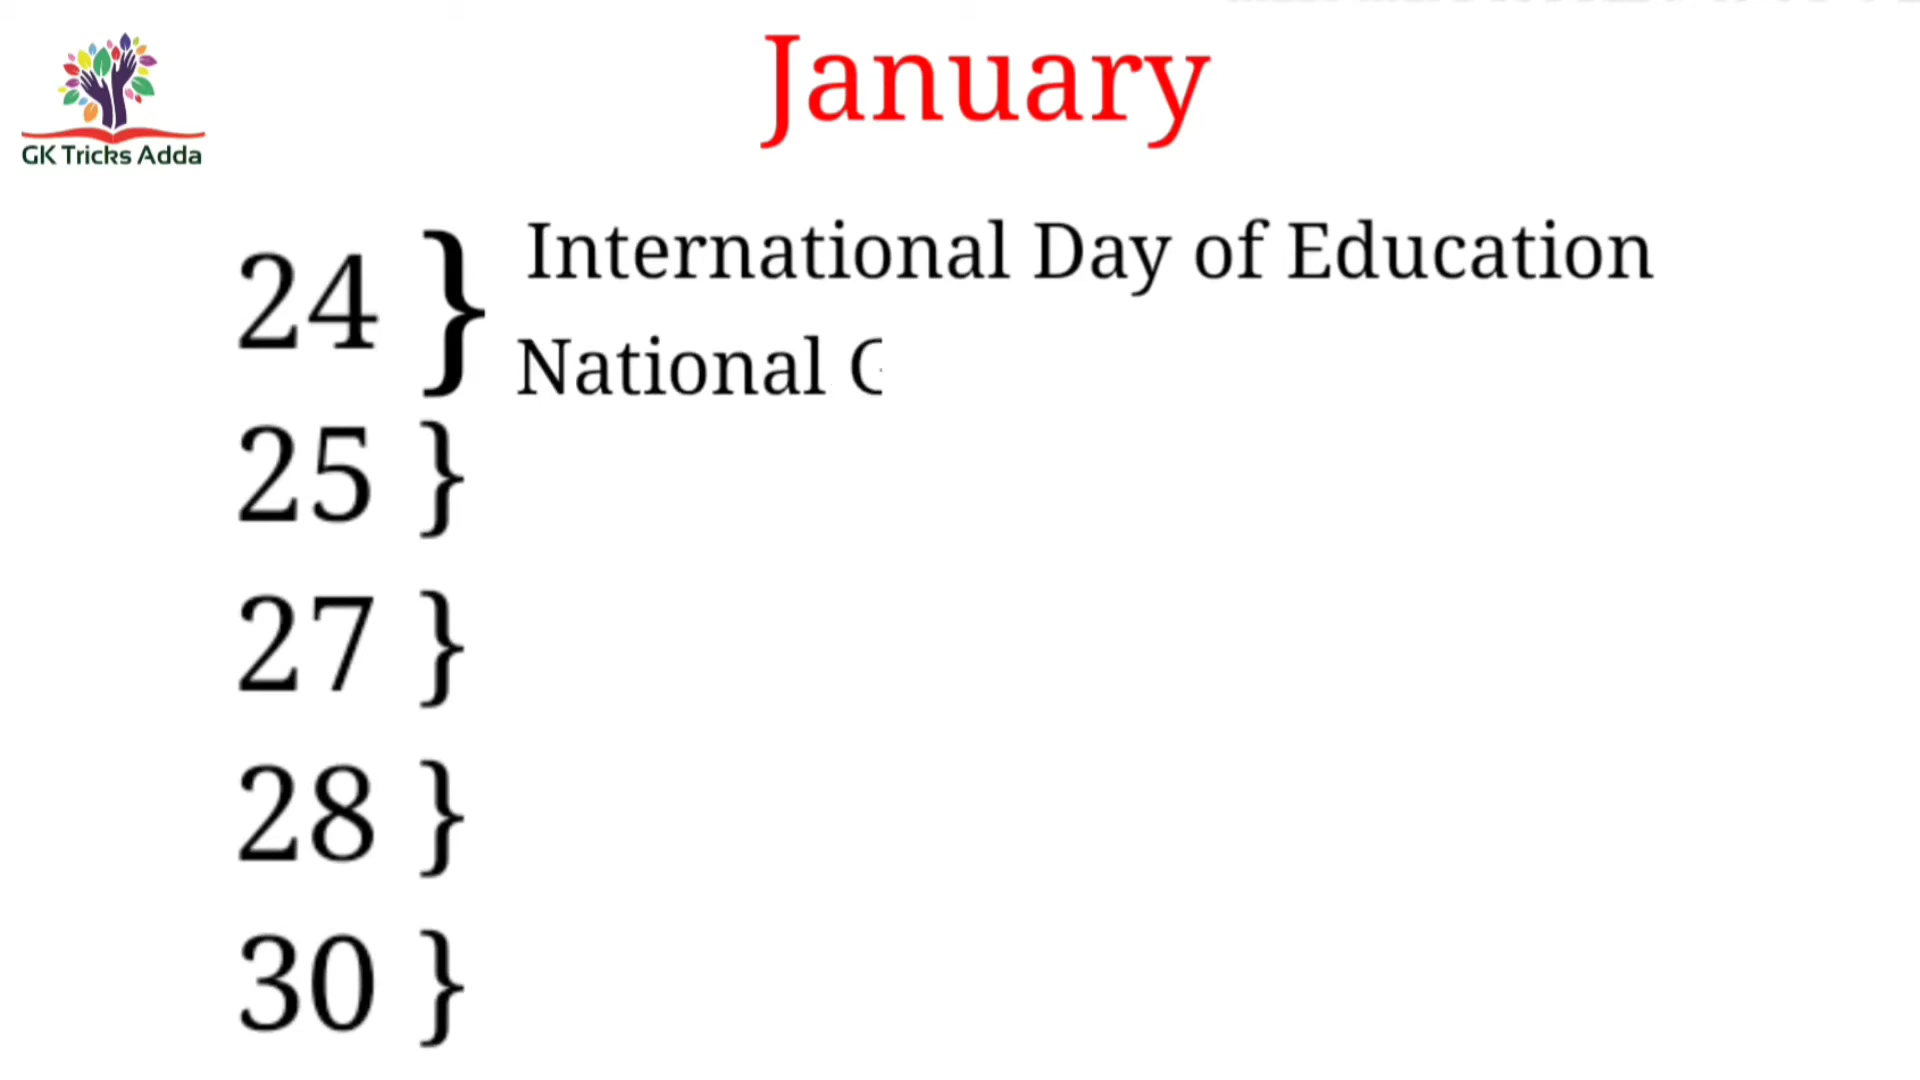 GK Tricks Adda
January
24 } International Day of Education
National
25 }
27 }
28 }
30 }